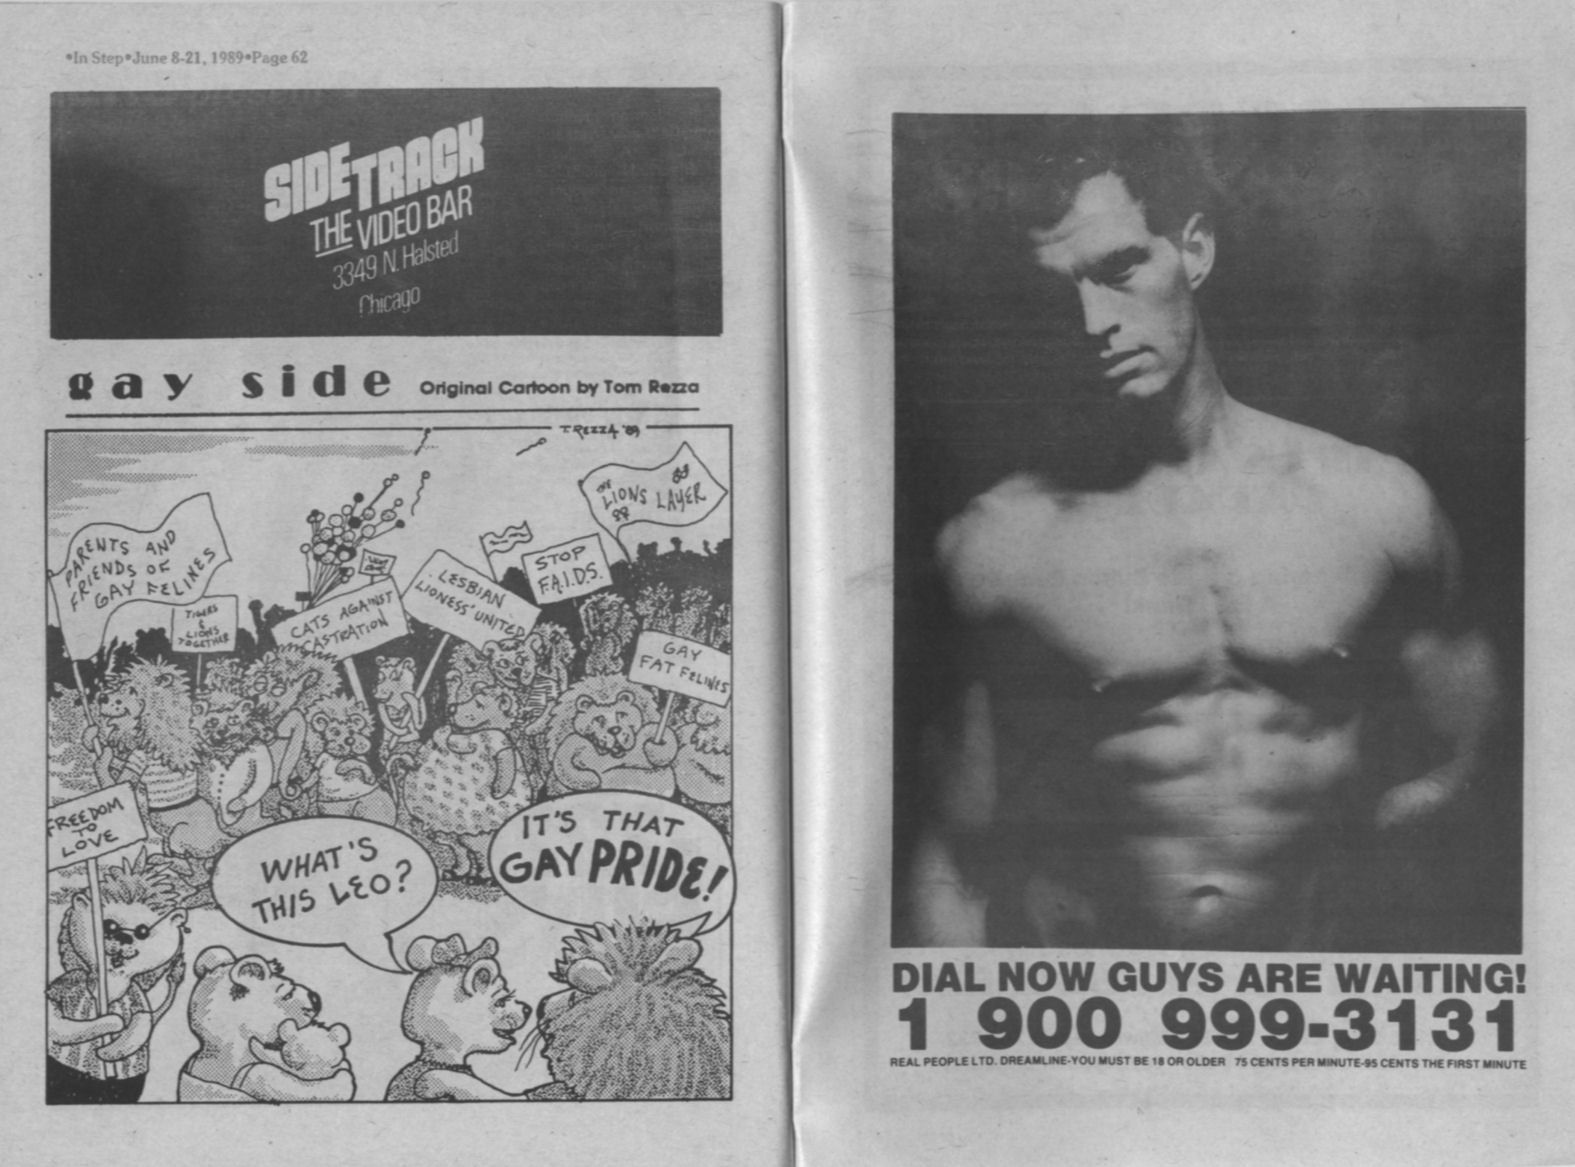 •In Step•June 8-21, 1989•Page 62
SIDETRACK
THE VIDEO BAR
3349 N. Halsted
Chicago
gay side Original Cartoon by Tom Rezza
T. REZZA '89
PARENTS AND
FRIENDS OF
GAY FELINES
TIGERS
&
LIONS
TOGETHER
CATS AGAINST
CASTRATION
LESBIAN
LIONESS' UNITED
STOP
F.A.I.D.S.
THE
LIONS LAYER
GAY
FAT FELINES
FREEDOM
TO
LOVE
WHAT'S
THIS LEO?
IT'S THAT
GAY PRIDE!
DIAL NOW GUYS ARE WAITING!
1 900 999-3131
REAL PEOPLE LTD. DREAMLINE-YOU MUST BE 18 OR OLDER 75 CENTS PER MINUTE-95 CENTS THE FIRST MINUTE